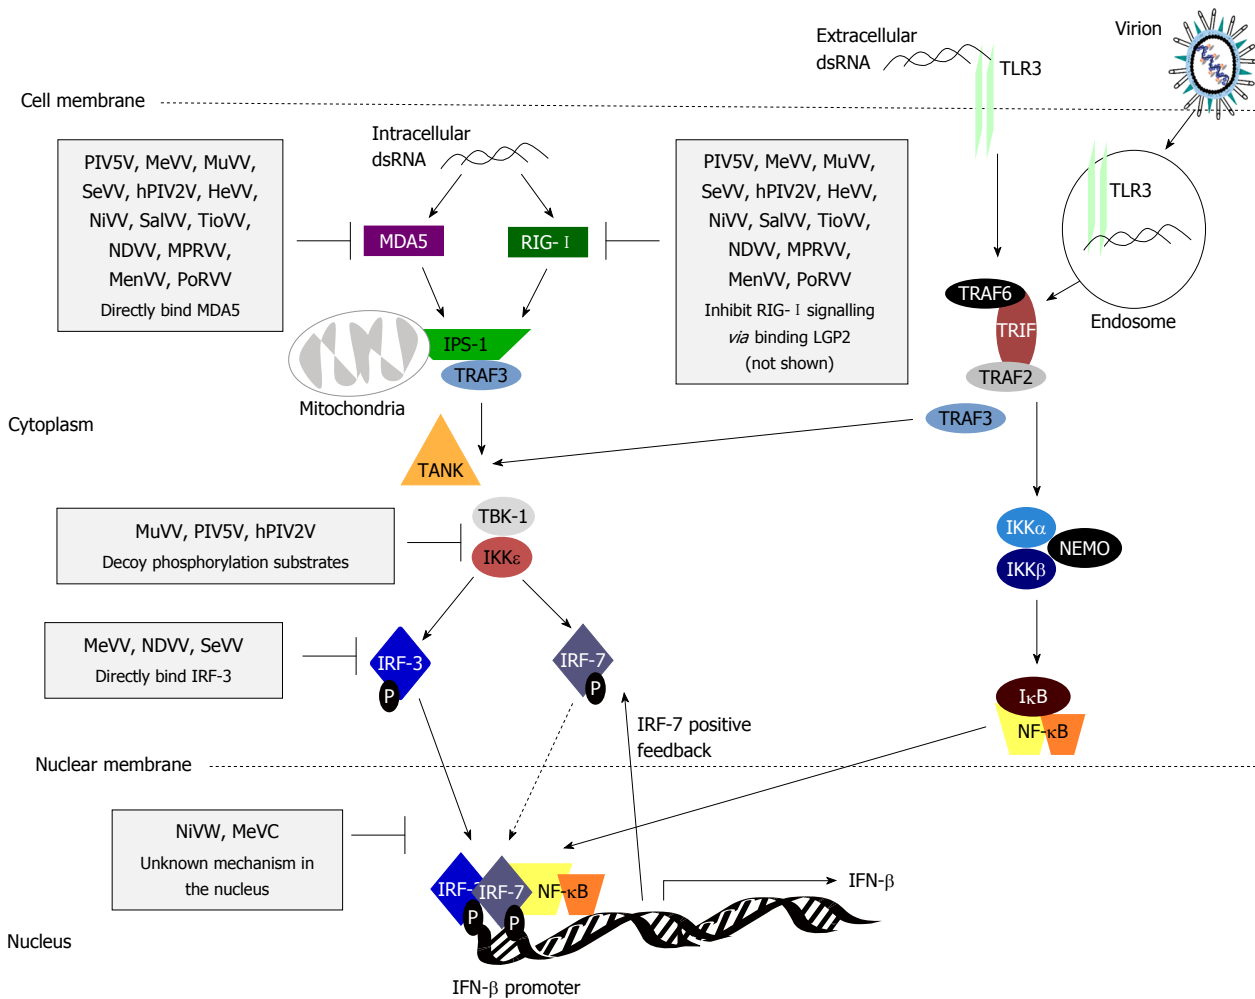 Extracellular
dsRNA
TLR3
Virion
Cell membrane
Intracellular
dsRNA
PIV5V, MeVV, MuVV,
SeVV, hPIV2V, HeVV,
NiVV, SalVV, TioVV,
NDVV, MPRVV,
MenVV, PoRVV
Directly bind MDA5
MDA5
RIG-Ⅰ
PIV5V, MeVV, MuVV,
SeVV, hPIV2V, HeVV,
NiVV, SalVV, TioVV,
NDVV, MPRVV,
MenVV, PoRVV
Inhibit RIG-Ⅰ signalling
via binding LGP2
(not shown)
TLR3
Endosome
TRAF6
TRIF
TRAF2
TRAF3
IPS-1
TRAF3
Mitochondria
Cytoplasm
TANK
TBK-1
IKKε
MuVV, PIV5V, hPIV2V
Decoy phosphorylation substrates
IKKα
IKKβ
NEMO
MeVV, NDVV, SeVV
Directly bind IRF-3
IRF-3
P
IRF-7
P
IκB
NF-κB
IRF-7 positive
feedback
Nuclear membrane
NiVW, MeVC
Unknown mechanism in
the nucleus
IRF-3
P
IRF-7
P
NF-κB
IFN-β
Nucleus
IFN-β promoter